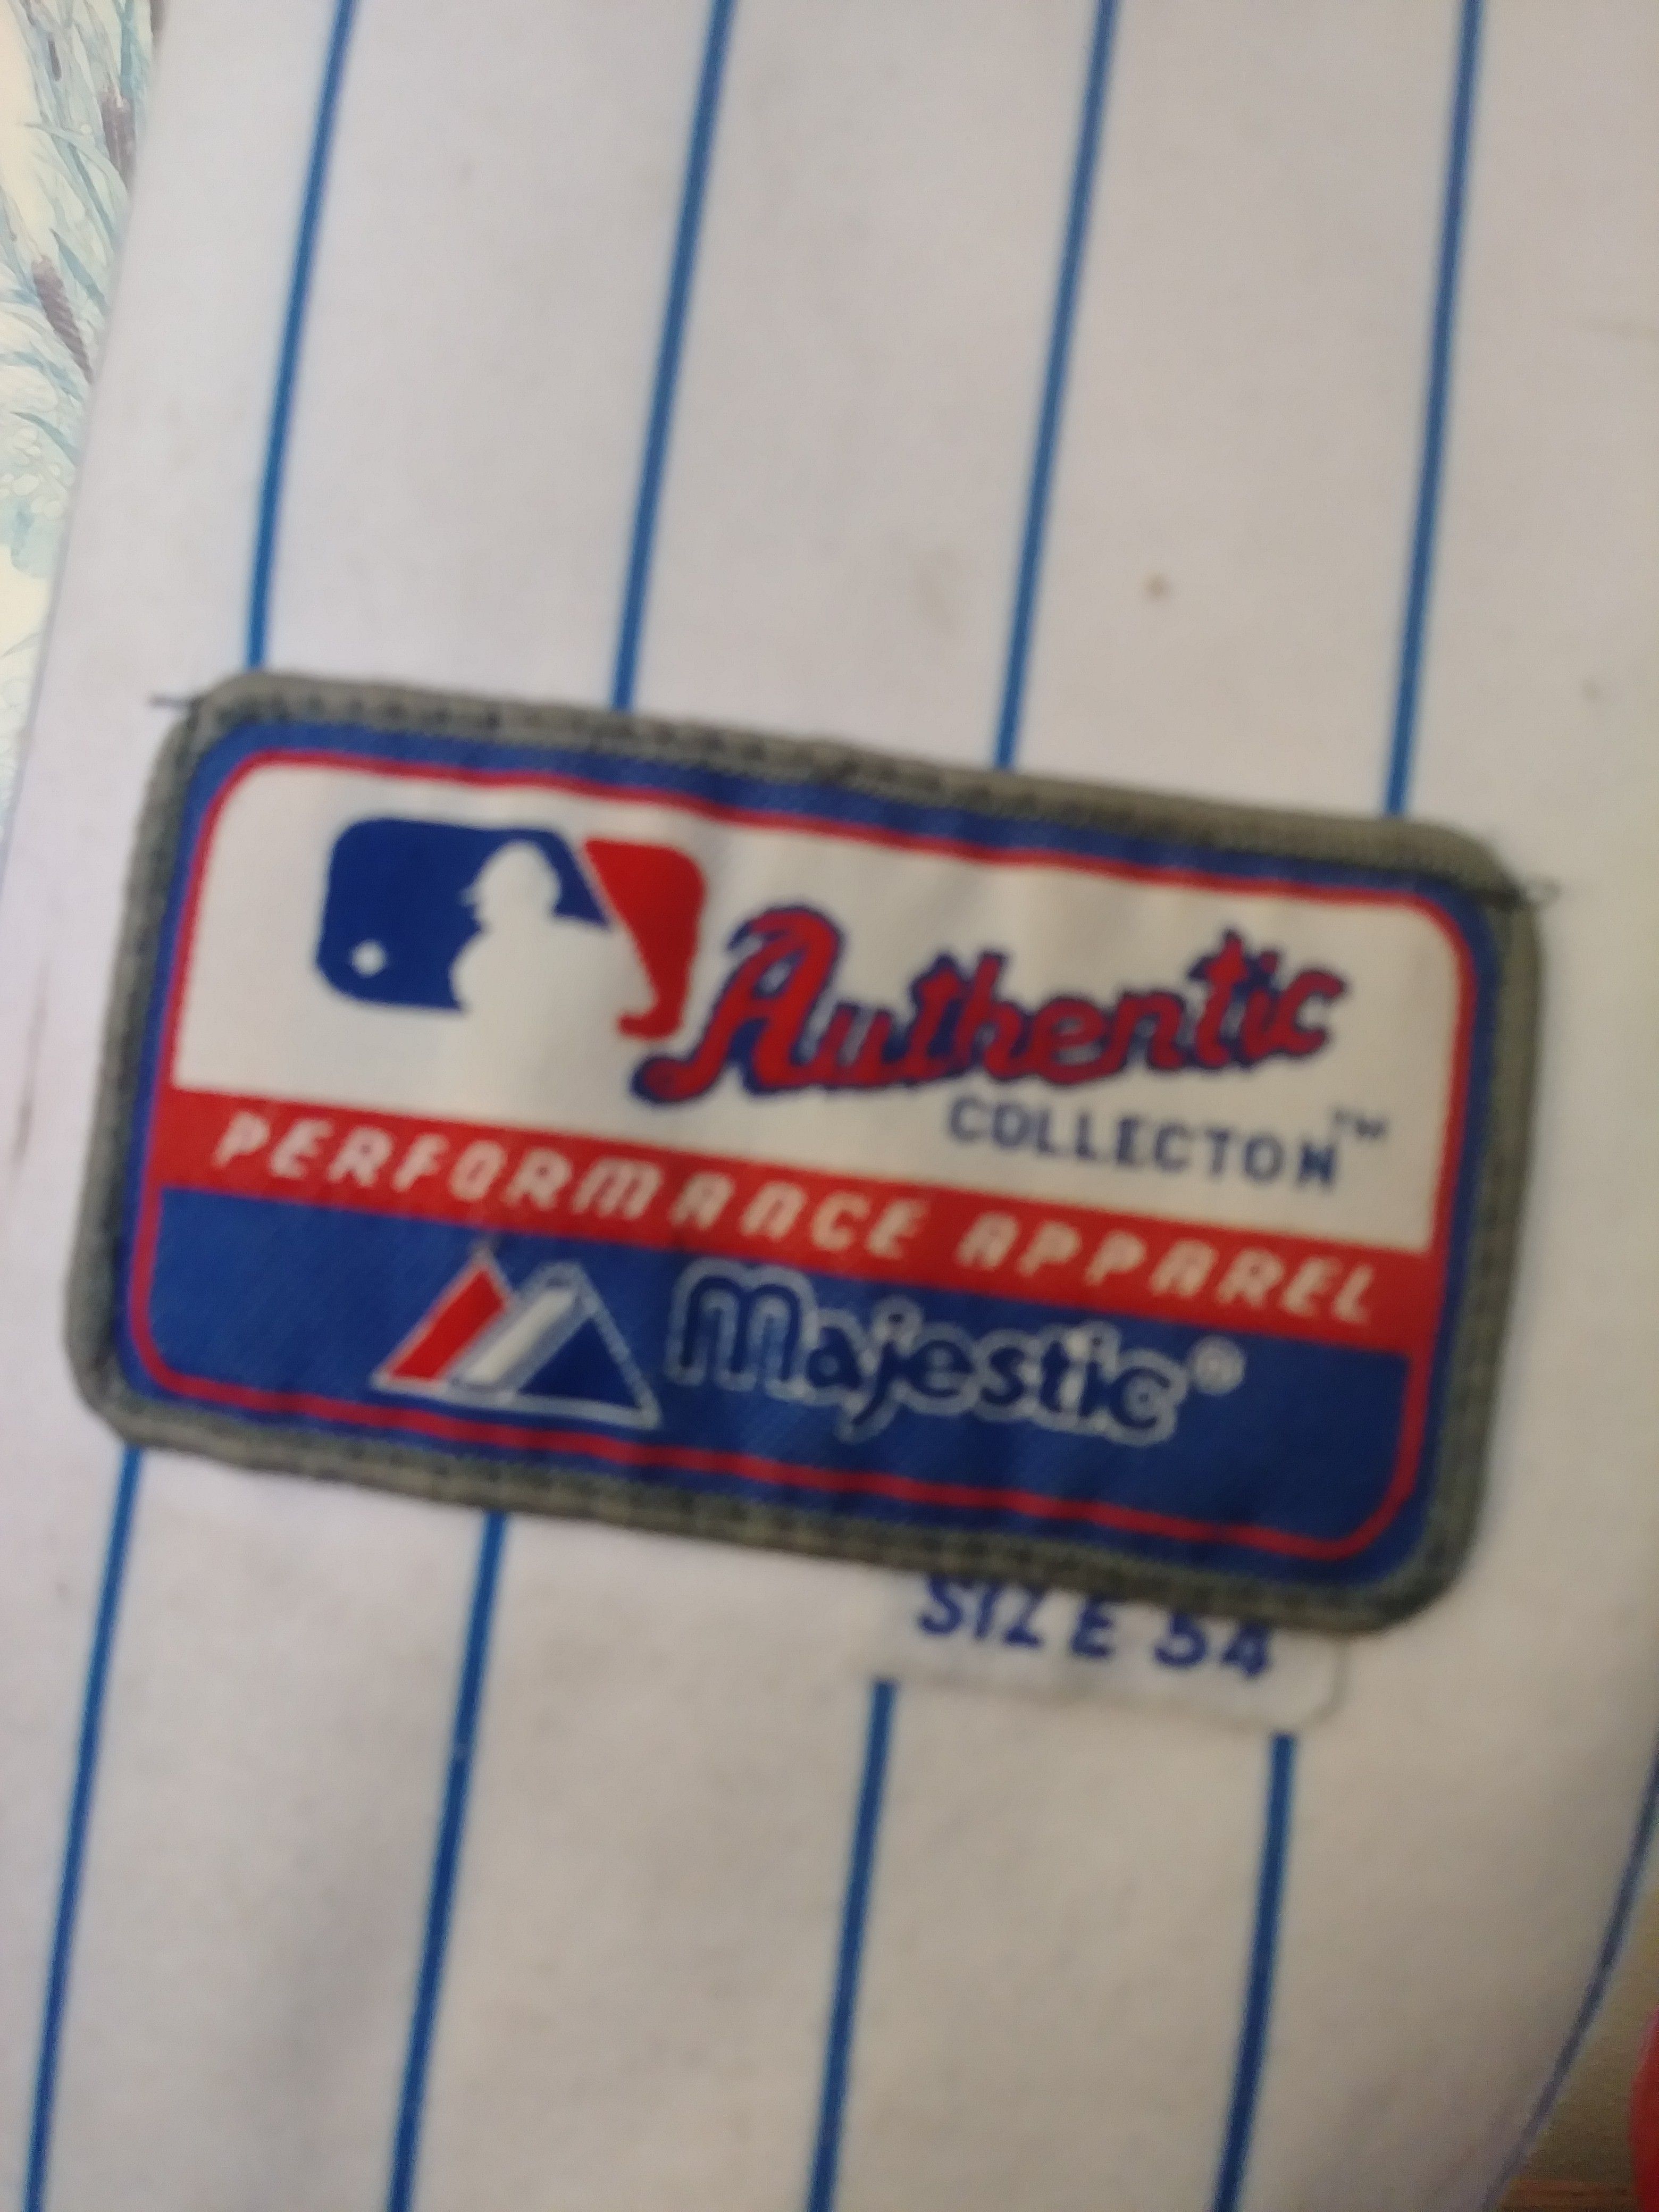 Authentic
COLLECTON™
PERFORMANCE APPAREL
Majestic®
SIZE 54